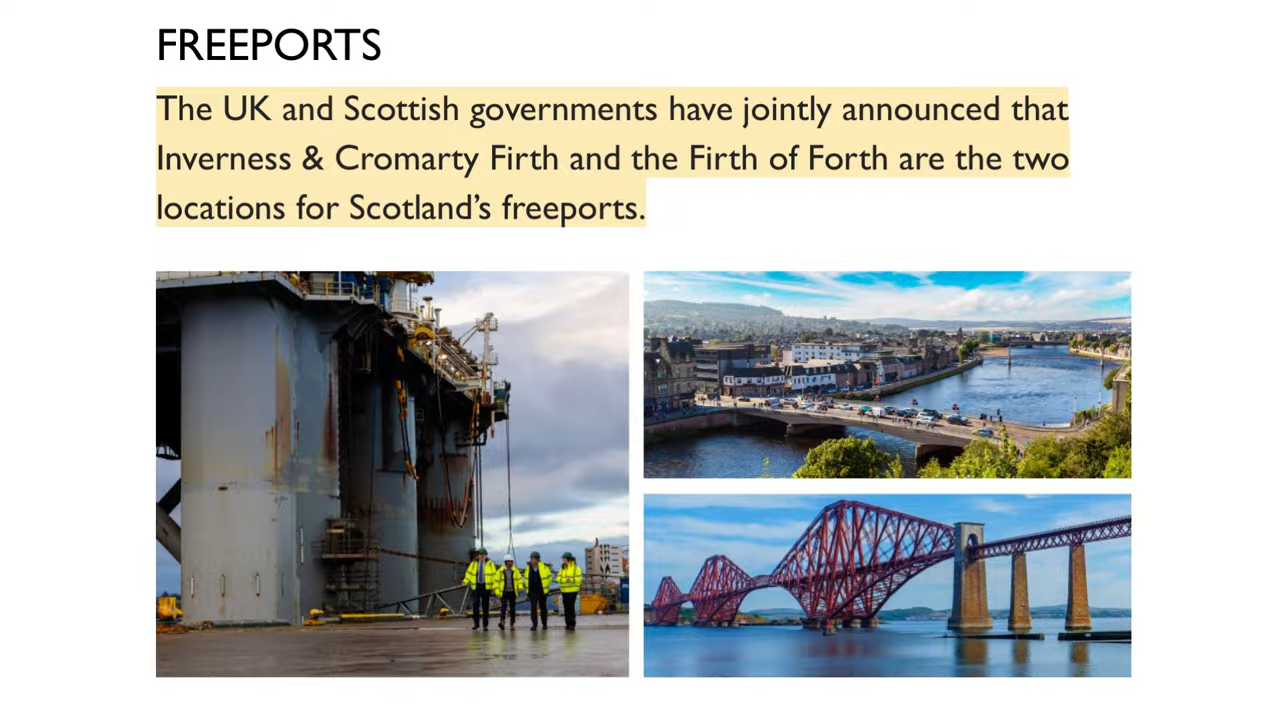 FREEPORTS
The UK and Scottish governments have jointly announced that
Inverness & Cromarty Firth and the Firth of Forth are the two
locations for Scotland’s freeports.